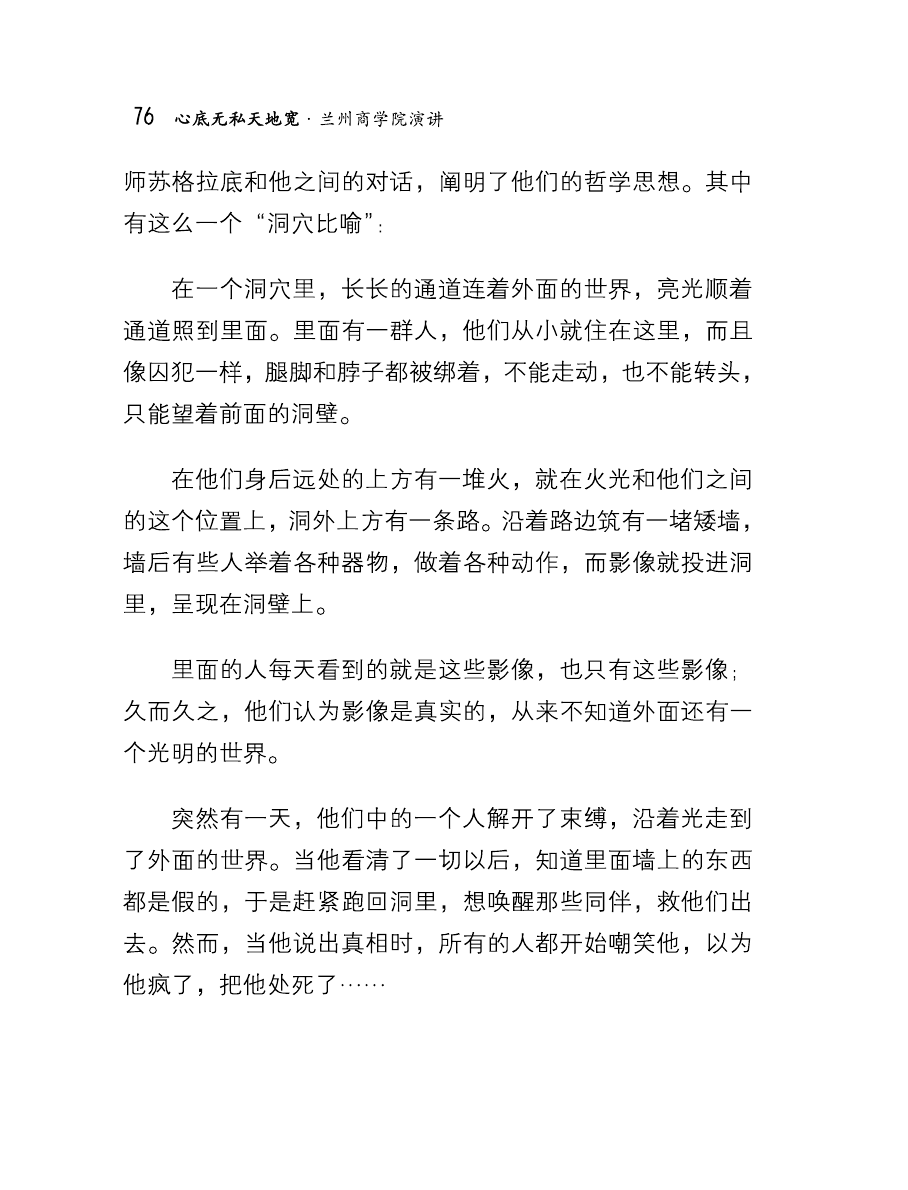 76 心底无私天地宽·兰州商学院演讲
师苏格拉底和他之间的对话，阐明了他们的哲学思想。其中
有这么一个“洞穴比喻”：
在一个洞穴里，长长的通道连着外面的世界，亮光顺着
通道照到里面。里面有一群人，他们从小就住在这里，而且
像囚犯一样，腿脚和脖子都被绑着，不能走动，也不能转头，
只能望着前面的洞壁。
在他们身后远处的上方有一堆火，就在火光和他们之间
的这个位置上，洞外上方有一条路。沿着路边筑有一堵矮墙，
墙后有些人举着各种器物，做着各种动作，而影像就投进洞
里，呈现在洞壁上。
里面的人每天看到的就是这些影像，也只有这些影像；
久而久之，他们认为影像是真实的，从来不知道外面还有一
个光明的世界。
突然有一天，他们中的一个人解开了束缚，沿着光走到
了外面的世界。当他看清了一切以后，知道里面墙上的东西
都是假的，于是赶紧跑回洞里，想唤醒那些同伴，救他们出
去。然而，当他说出真相时，所有的人都开始嘲笑他，以为
他疯了，把他处死了……